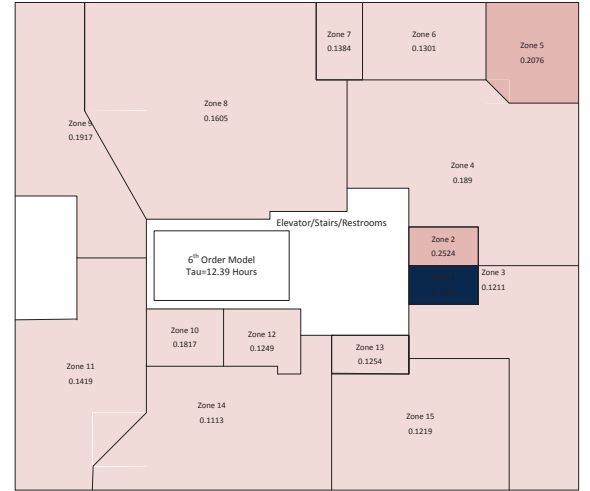 Zone 7
0.1384
Zone 6
0.1301
Zone 5
0.2076
Zone 8
0.1605
Zone 9
0.1917
Zone 4
0.189
Elevator/Stairs/Restrooms
6th Order Model
Tau=12.39 Hours
Zone 2
0.2524
Zone 3
0.1211
Zone 10
0.1817
Zone 12
0.1249
Zone 13
0.1254
Zone 11
0.1419
Zone 14
0.1113
Zone 15
0.1219